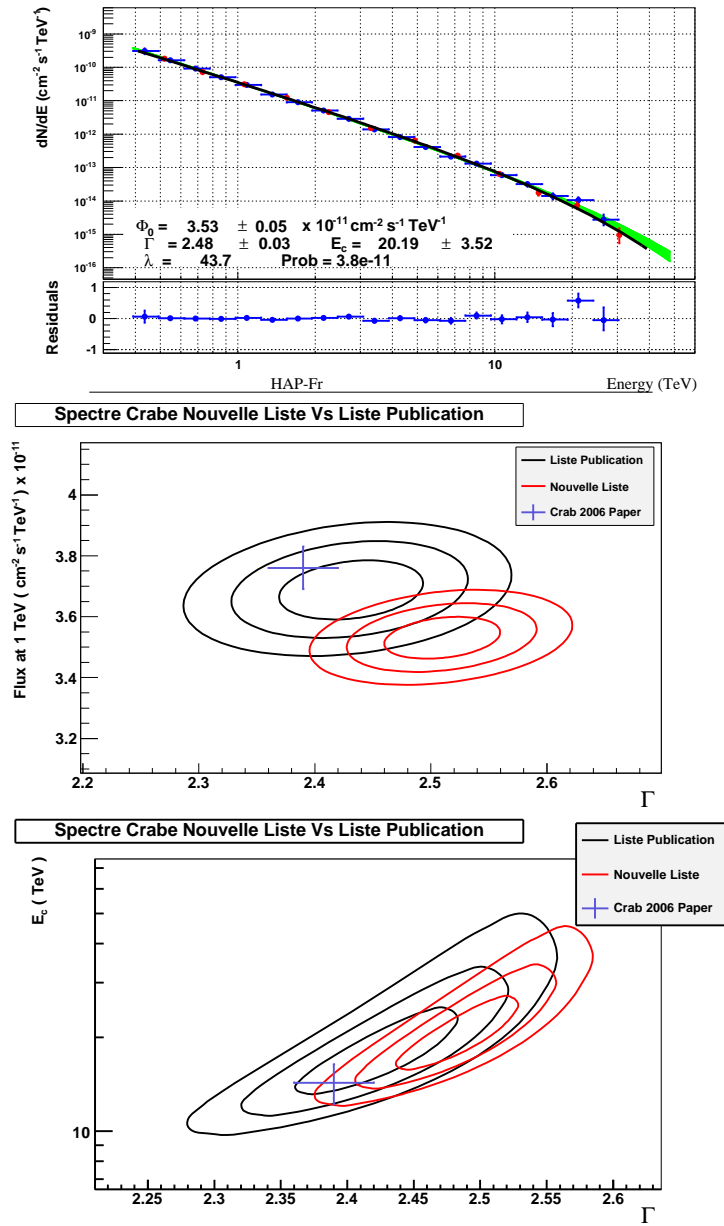 dN/dE (cm⁻² s⁻¹ TeV⁻¹)
10⁻⁹
10⁻¹⁰
10⁻¹¹
10⁻¹²
10⁻¹³
10⁻¹⁴
10⁻¹⁵
10⁻¹⁶
Φ₀ = 3.53 ± 0.05 x 10⁻¹¹ cm⁻² s⁻¹ TeV⁻¹
Γ = 2.48 ± 0.03 E_c = 20.19 ± 3.52
λ = 43.7 Prob = 3.8e-11
Residuals
1
0
-1
1 10
HAP-Fr Energy (TeV)
Spectre Crabe Nouvelle Liste Vs Liste Publication
Flux at 1 TeV ( cm⁻² s⁻¹ TeV⁻¹) x 10⁻¹¹
Liste Publication
Nouvelle Liste
Crab 2006 Paper
4
3.8
3.6
3.4
3.2
2.2 2.3 2.4 2.5 2.6
Γ
Spectre Crabe Nouvelle Liste Vs Liste Publication
E_c ( TeV )
Liste Publication
Nouvelle Liste
Crab 2006 Paper
10
2.25 2.3 2.35 2.4 2.45 2.5 2.55 2.6
Γ